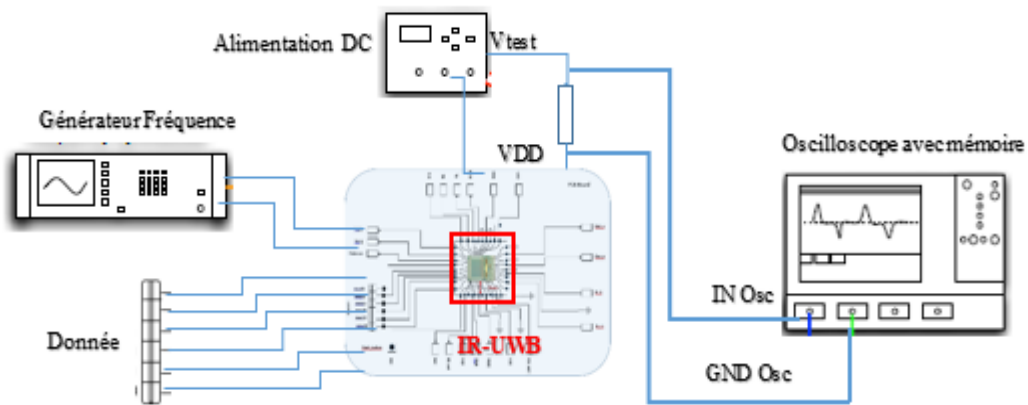 Alimentation DC
Vtest
Générateur Fréquence
VDD
Oscilloscope avec mémoire
IN Osc
IR-UWB
Donnée
GND Osc